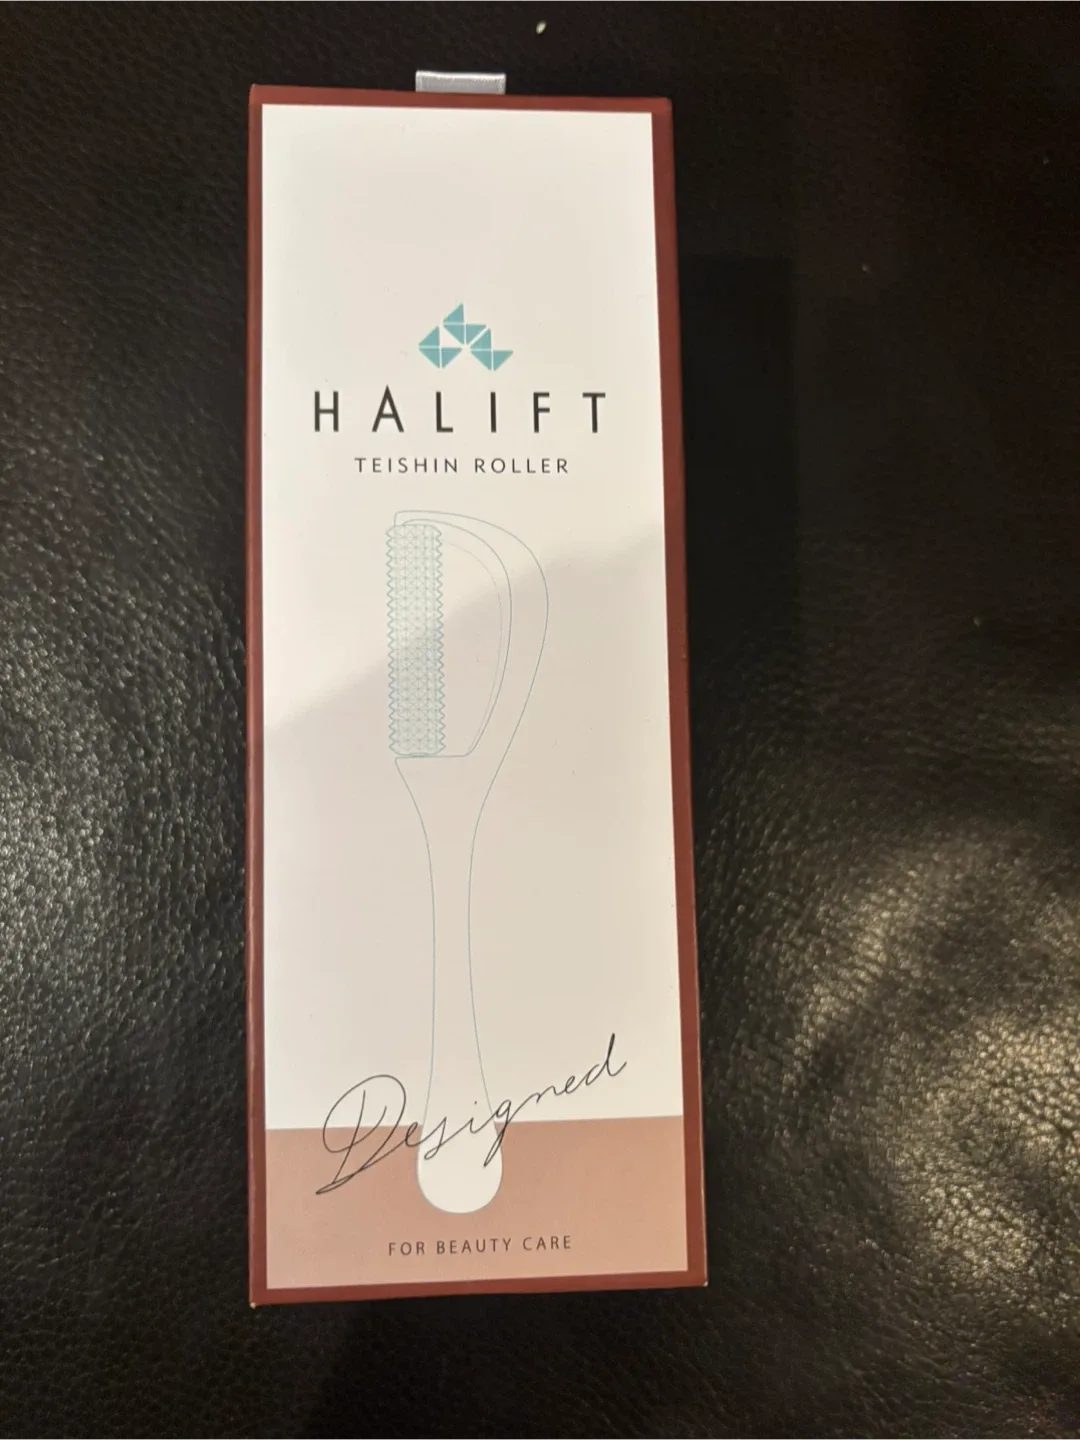 HALIFT
TEISHIN ROLLER
Designed
FOR BEAUTY CARE